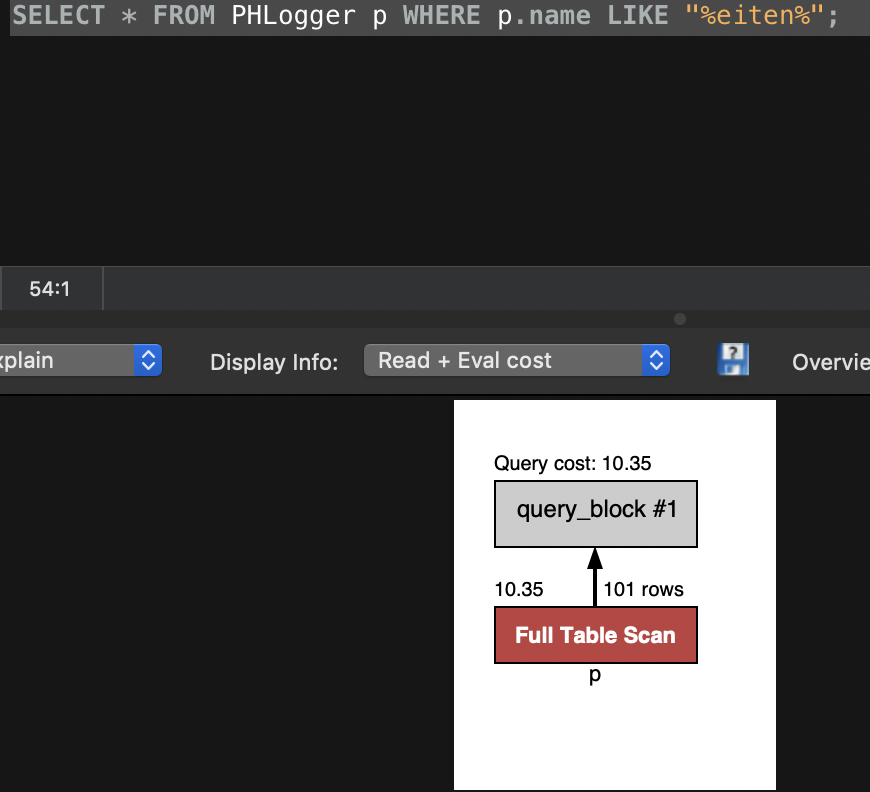 SELECT * FROM PHLogger p WHERE p.name LIKE "%eiten%";
54:1
xplain Display Info: Read + Eval cost ? Overvie
Query cost: 10.35
query_block #1
10.35 101 rows
Full Table Scan
p